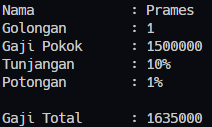 Nama : Prames
Golongan : 1
Gaji Pokok : 1500000
Tunjangan : 10%
Potongan : 1%
Gaji Total : 1635000